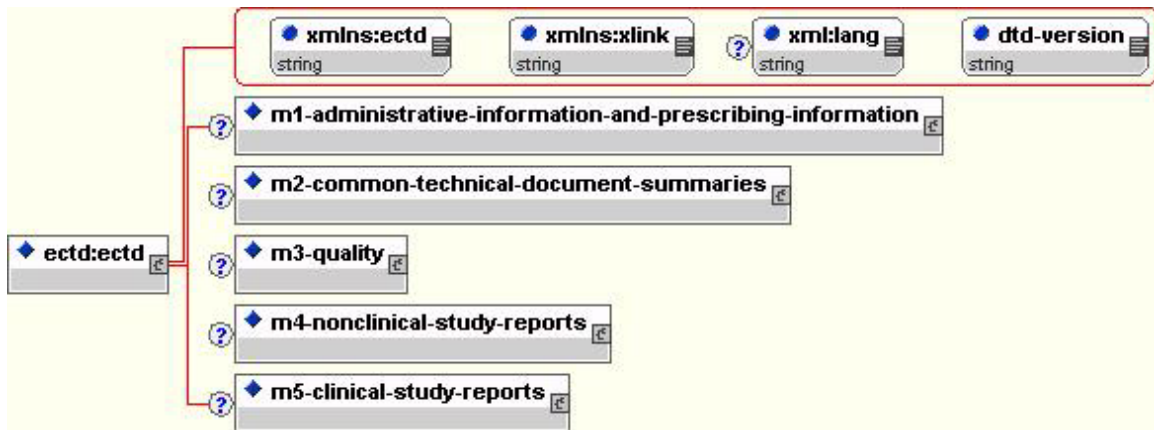 xmlns:ectd xmlns:xlink ? xml:lang dtd-version
string string string string
? m1-administrative-information-and-prescribing-information
? m2-common-technical-document-summaries
ectd:ectd ? m3-quality
? m4-nonclinical-study-reports
? m5-clinical-study-reports